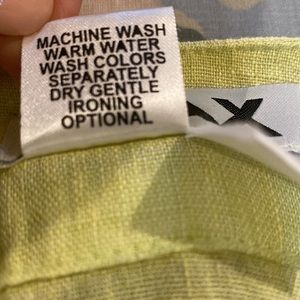 MACHINE WASH
WARM WATER
WASH COLORS
SEPARATELY
DRY GENTLE
IRONING
OPTIONAL